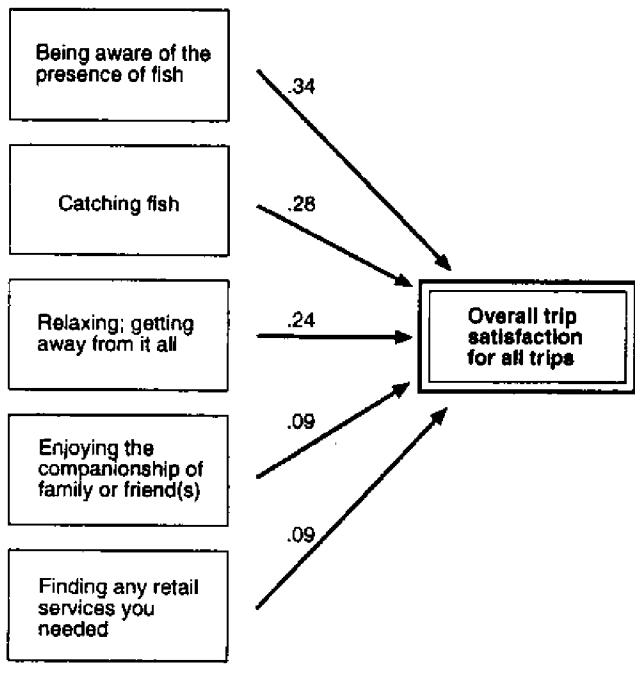 Being aware of the
presence of fish
.34
Catching fish
.28
Relaxing; getting
away from it all
.24
Overall trip
satisfaction
for all trips
Enjoying the
companionship of
family or friend(s)
.09
Finding any retail
services you
needed
.09